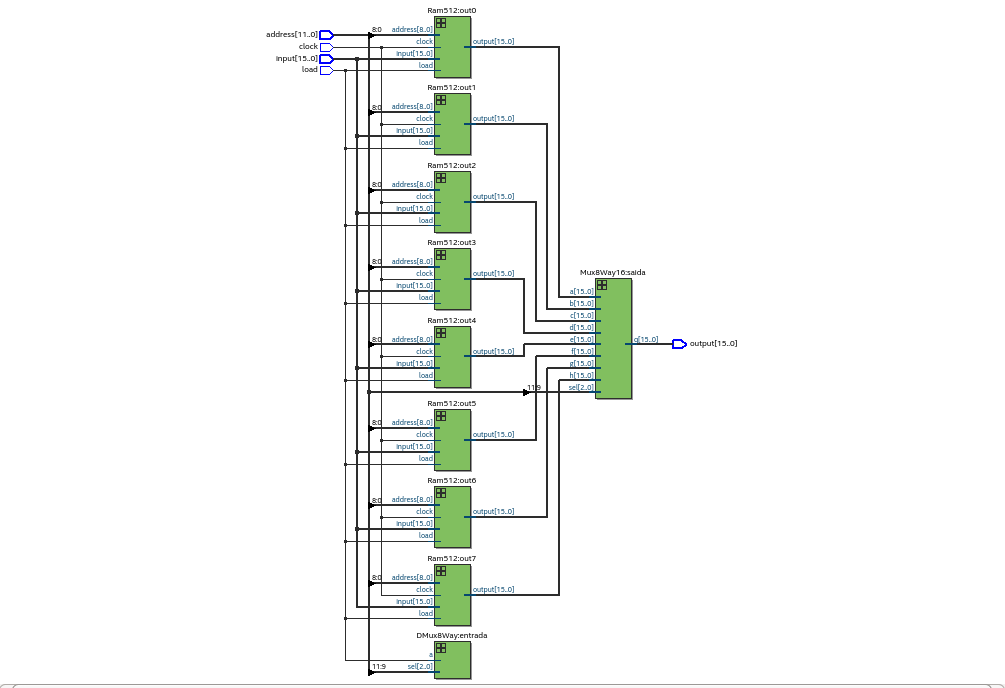 Ram512:out0
address[11..0]
clock
input[15..0]
load
8:0
address[8..0]
clock
input[15..0]
load
output[15..0]
Ram512:out1
8:0
address[8..0]
clock
input[15..0]
load
output[15..0]
Ram512:out2
8:0
address[8..0]
clock
input[15..0]
load
output[15..0]
Ram512:out3
8:0
address[8..0]
clock
input[15..0]
load
output[15..0]
Ram512:out4
8:0
address[8..0]
clock
input[15..0]
load
output[15..0]
Ram512:out5
8:0
address[8..0]
clock
input[15..0]
load
output[15..0]
Ram512:out6
8:0
address[8..0]
clock
input[15..0]
load
output[15..0]
Ram512:out7
8:0
address[8..0]
clock
input[15..0]
load
output[15..0]
DMux8Way:entrada
a
11:9
sel[2..0]
Mux8Way16:saida
a[15..0]
b[15..0]
c[15..0]
d[15..0]
e[15..0]
f[15..0]
g[15..0]
h[15..0]
11:9
sel[2..0]
q[15..0]
output[15..0]